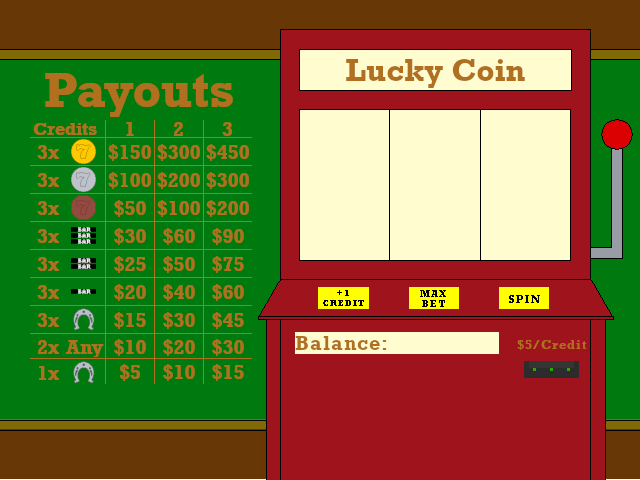 Lucky Coin
Payouts
Credits 1 2 3
3x 7 $150 $300 $450
3x 7 $100 $200 $300
3x 7 $50 $100 $200
3x BAR BAR BAR $30 $60 $90
3x BAR BAR $25 $50 $75
3x BAR $20 $40 $60
3x $15 $30 $45
2x Any $10 $20 $30
1x $5 $10 $15
+1
CREDIT
MAX
BET
SPIN
Balance:
$5/Credit